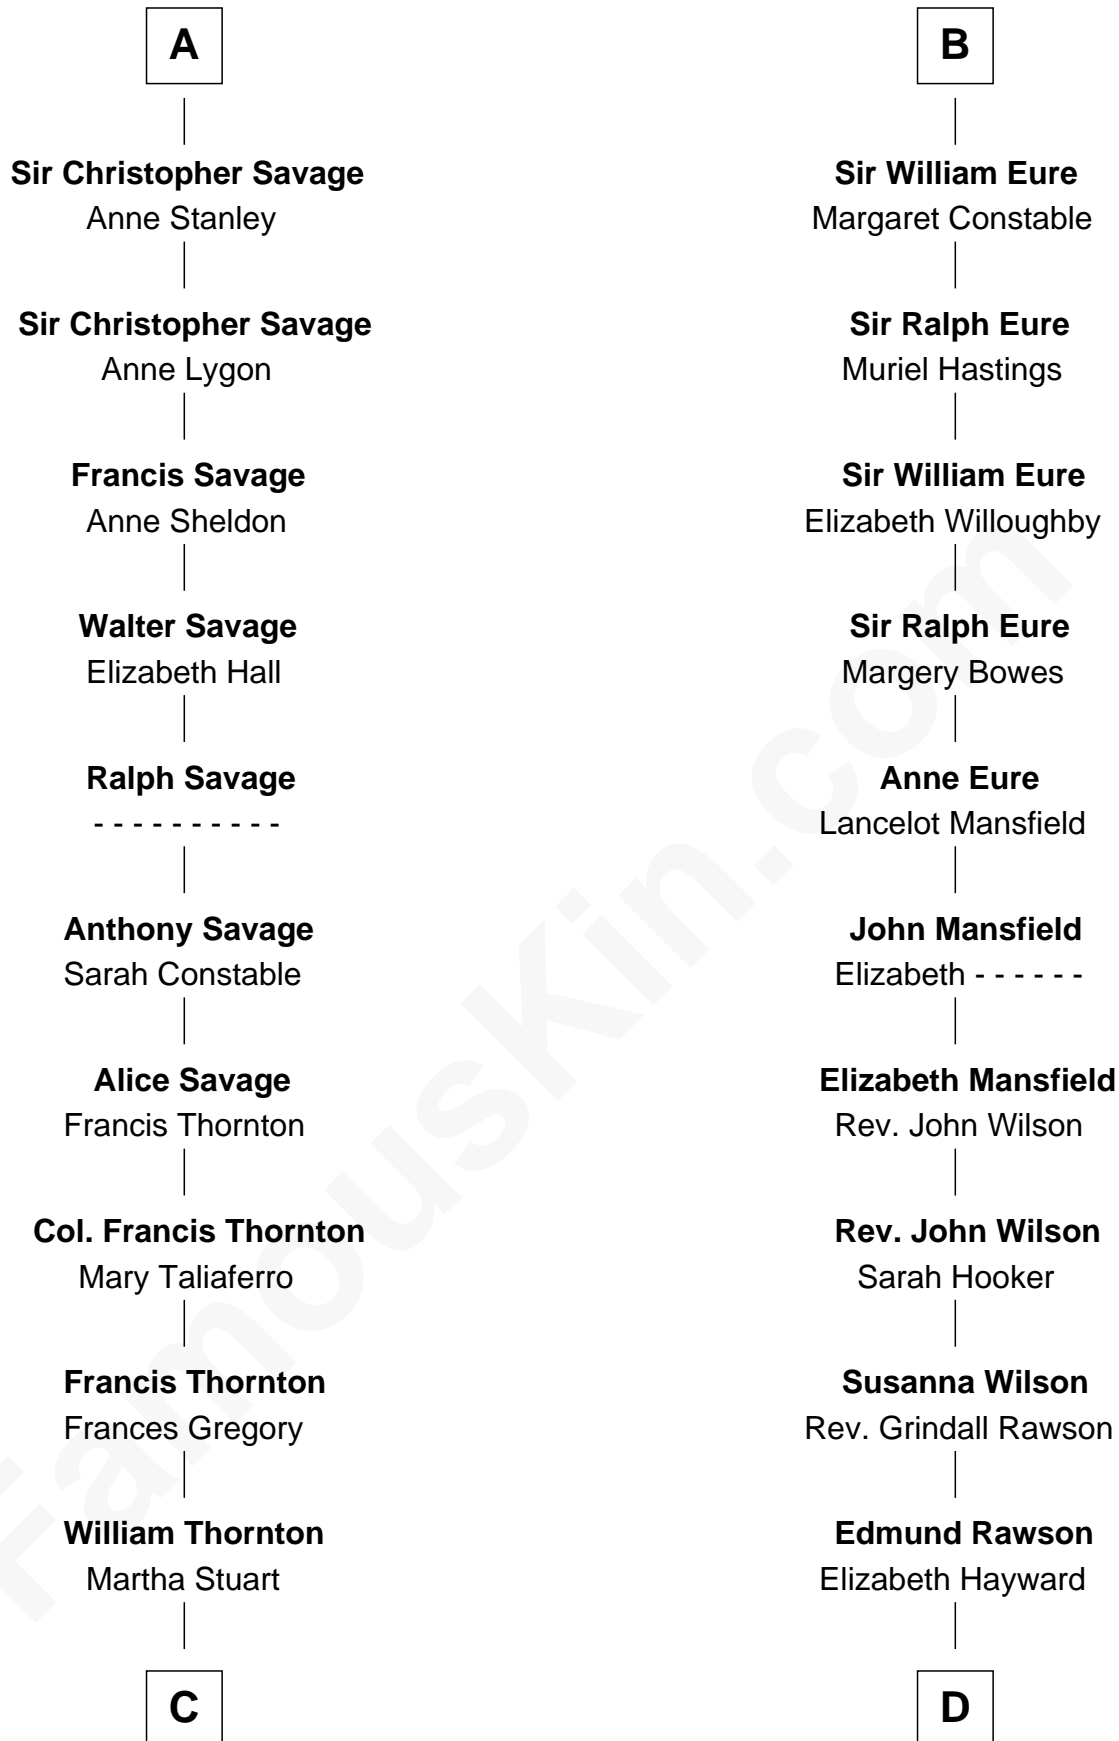 A
Sir Christopher Savage
Anne Stanley
Sir Christopher Savage
Anne Lygon
Francis Savage
Anne Sheldon
Walter Savage
Elizabeth Hall
Ralph Savage
- - - - - - - - - -
Anthony Savage
Sarah Constable
Alice Savage
Francis Thornton
Col. Francis Thornton
Mary Taliaferro
Francis Thornton
Frances Gregory
William Thornton
Martha Stuart
C
B
Sir William Eure
Margaret Constable
Sir Ralph Eure
Muriel Hastings
Sir William Eure
Elizabeth Willoughby
Sir Ralph Eure
Margery Bowes
Anne Eure
Lancelot Mansfield
John Mansfield
Elizabeth - - - - - -
Elizabeth Mansfield
Rev. John Wilson
Rev. John Wilson
Sarah Hooker
Susanna Wilson
Rev. Grindall Rawson
Edmund Rawson
Elizabeth Hayward
D
FamousKin.com